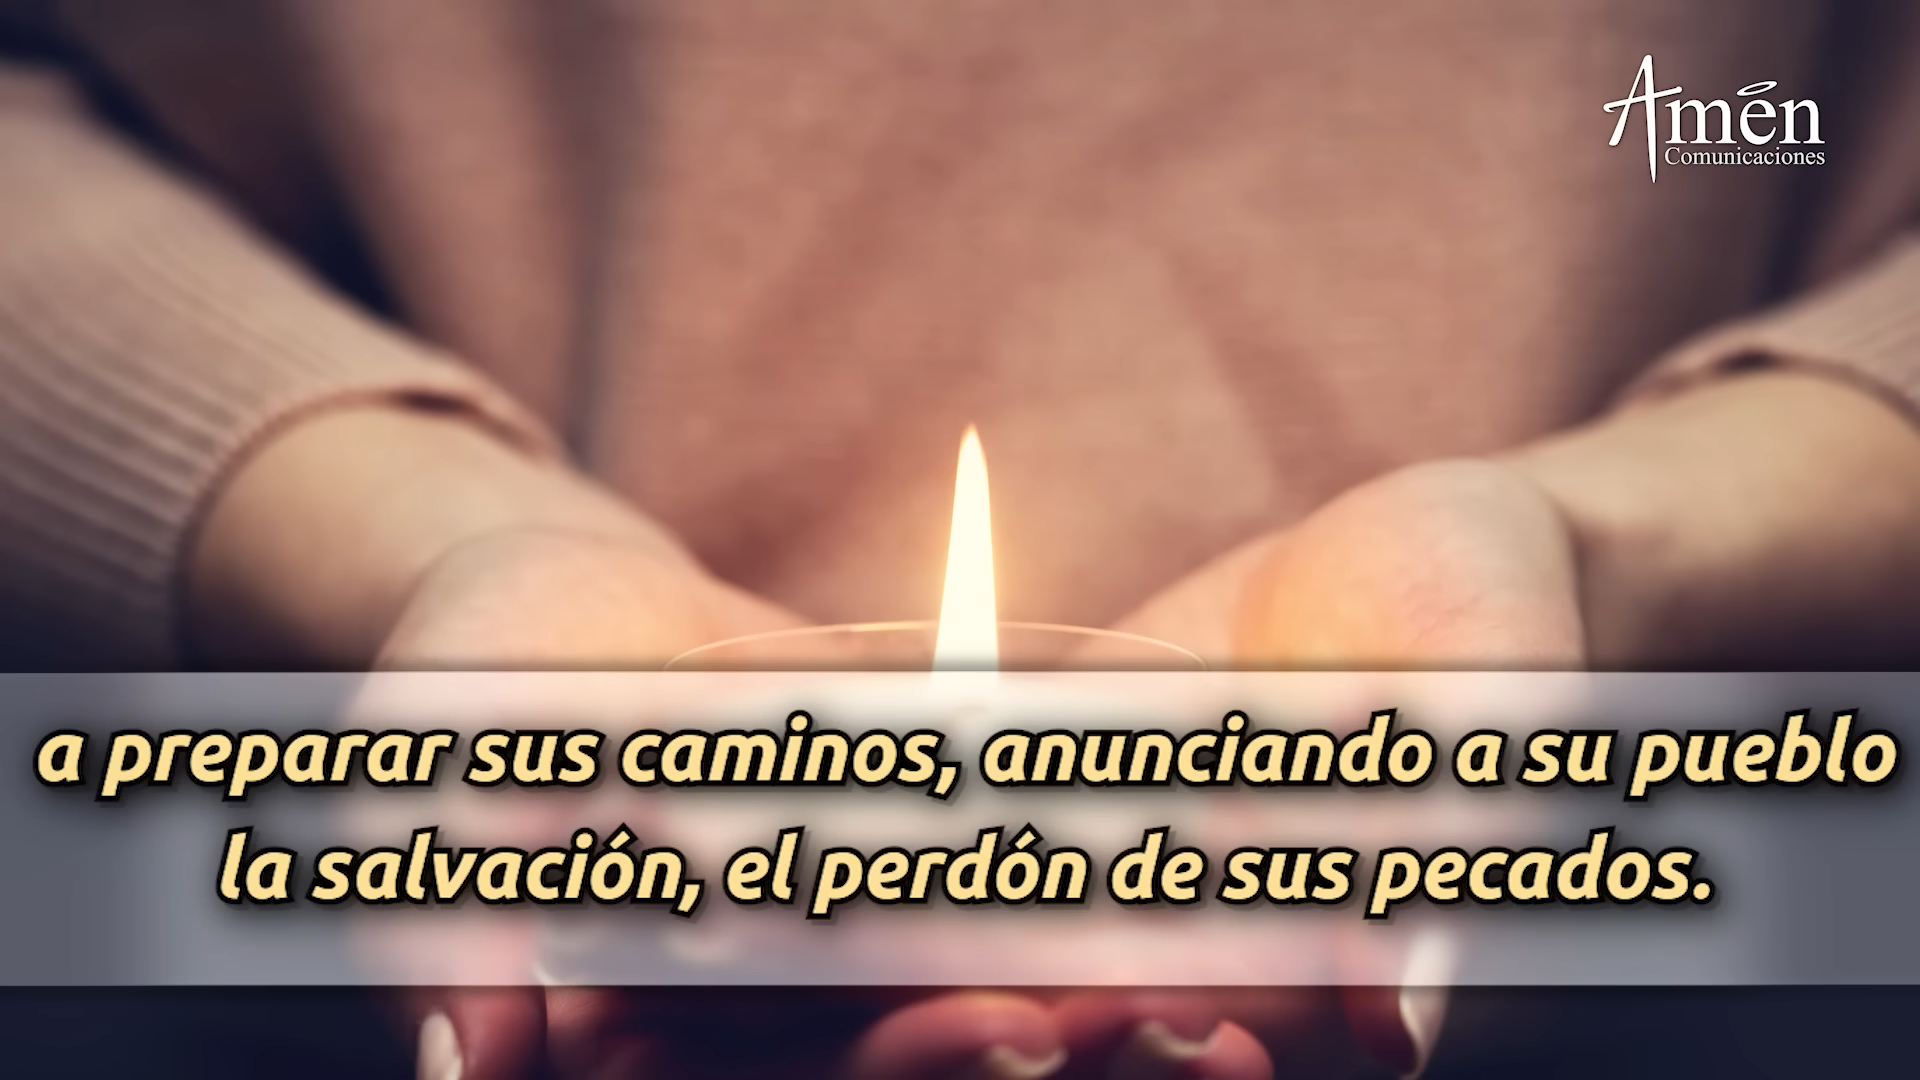 Amén
Comunicaciones
a preparar sus caminos, anunciando a su pueblo
la salvación, el perdón de sus pecados.